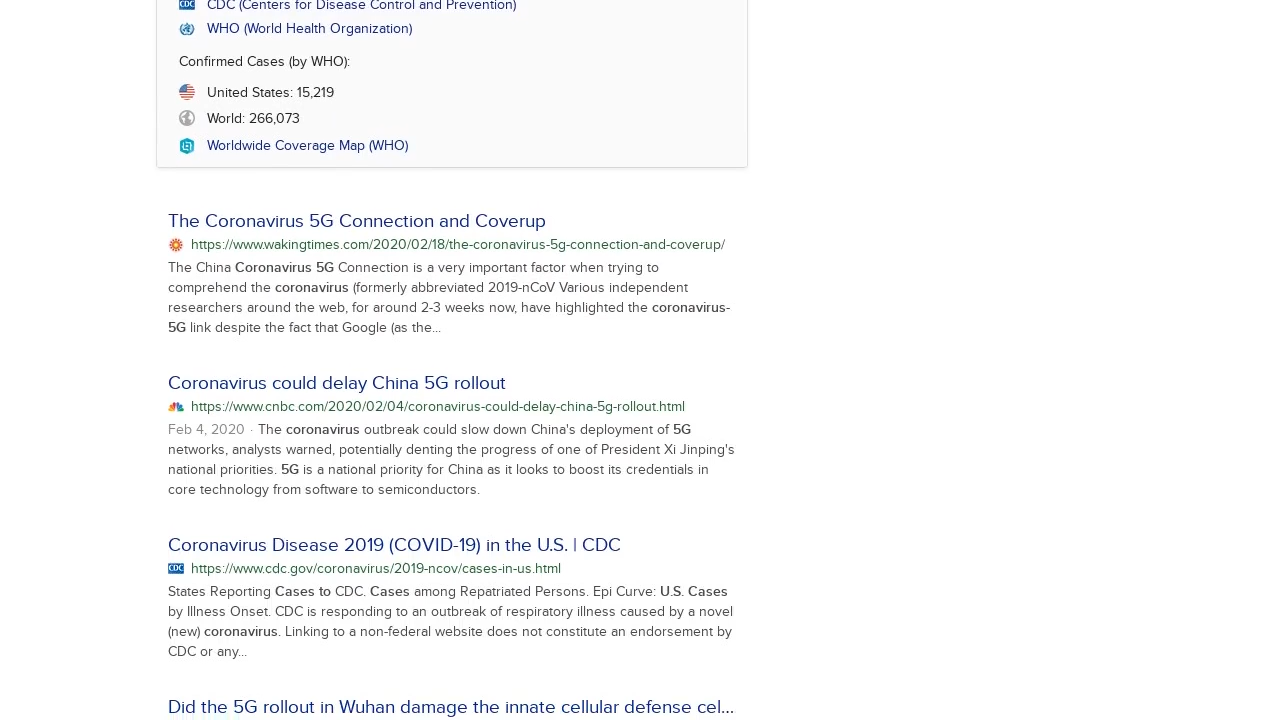 CDC (Centers for Disease Control and Prevention)
WHO (World Health Organization)
Confirmed Cases (by WHO):
United States: 15,219
World: 266,073
Worldwide Coverage Map (WHO)
The Coronavirus 5G Connection and Coverup
https://www.wakingtimes.com/2020/02/18/the-coronavirus-5g-connection-and-coverup/
The China Coronavirus 5G Connection is a very important factor when trying to
comprehend the coronavirus (formerly abbreviated 2019-nCoV Various independent
researchers around the web, for around 2-3 weeks now, have highlighted the coronavirus-
5G link despite the fact that Google (as the...
Coronavirus could delay China 5G rollout
https://www.cnbc.com/2020/02/04/coronavirus-could-delay-china-5g-rollout.html
Feb 4, 2020 · The coronavirus outbreak could slow down China's deployment of 5G
networks, analysts warned, potentially denting the progress of one of President Xi Jinping's
national priorities. 5G is a national priority for China as it looks to boost its credentials in
core technology from software to semiconductors.
Coronavirus Disease 2019 (COVID-19) in the U.S. | CDC
CDC https://www.cdc.gov/coronavirus/2019-ncov/cases-in-us.html
States Reporting Cases to CDC. Cases among Repatriated Persons. Epi Curve: U.S. Cases
by Illness Onset. CDC is responding to an outbreak of respiratory illness caused by a novel
(new) coronavirus. Linking to a non-federal website does not constitute an endorsement by
CDC or any...
Did the 5G rollout in Wuhan damage the innate cellular defense cel...